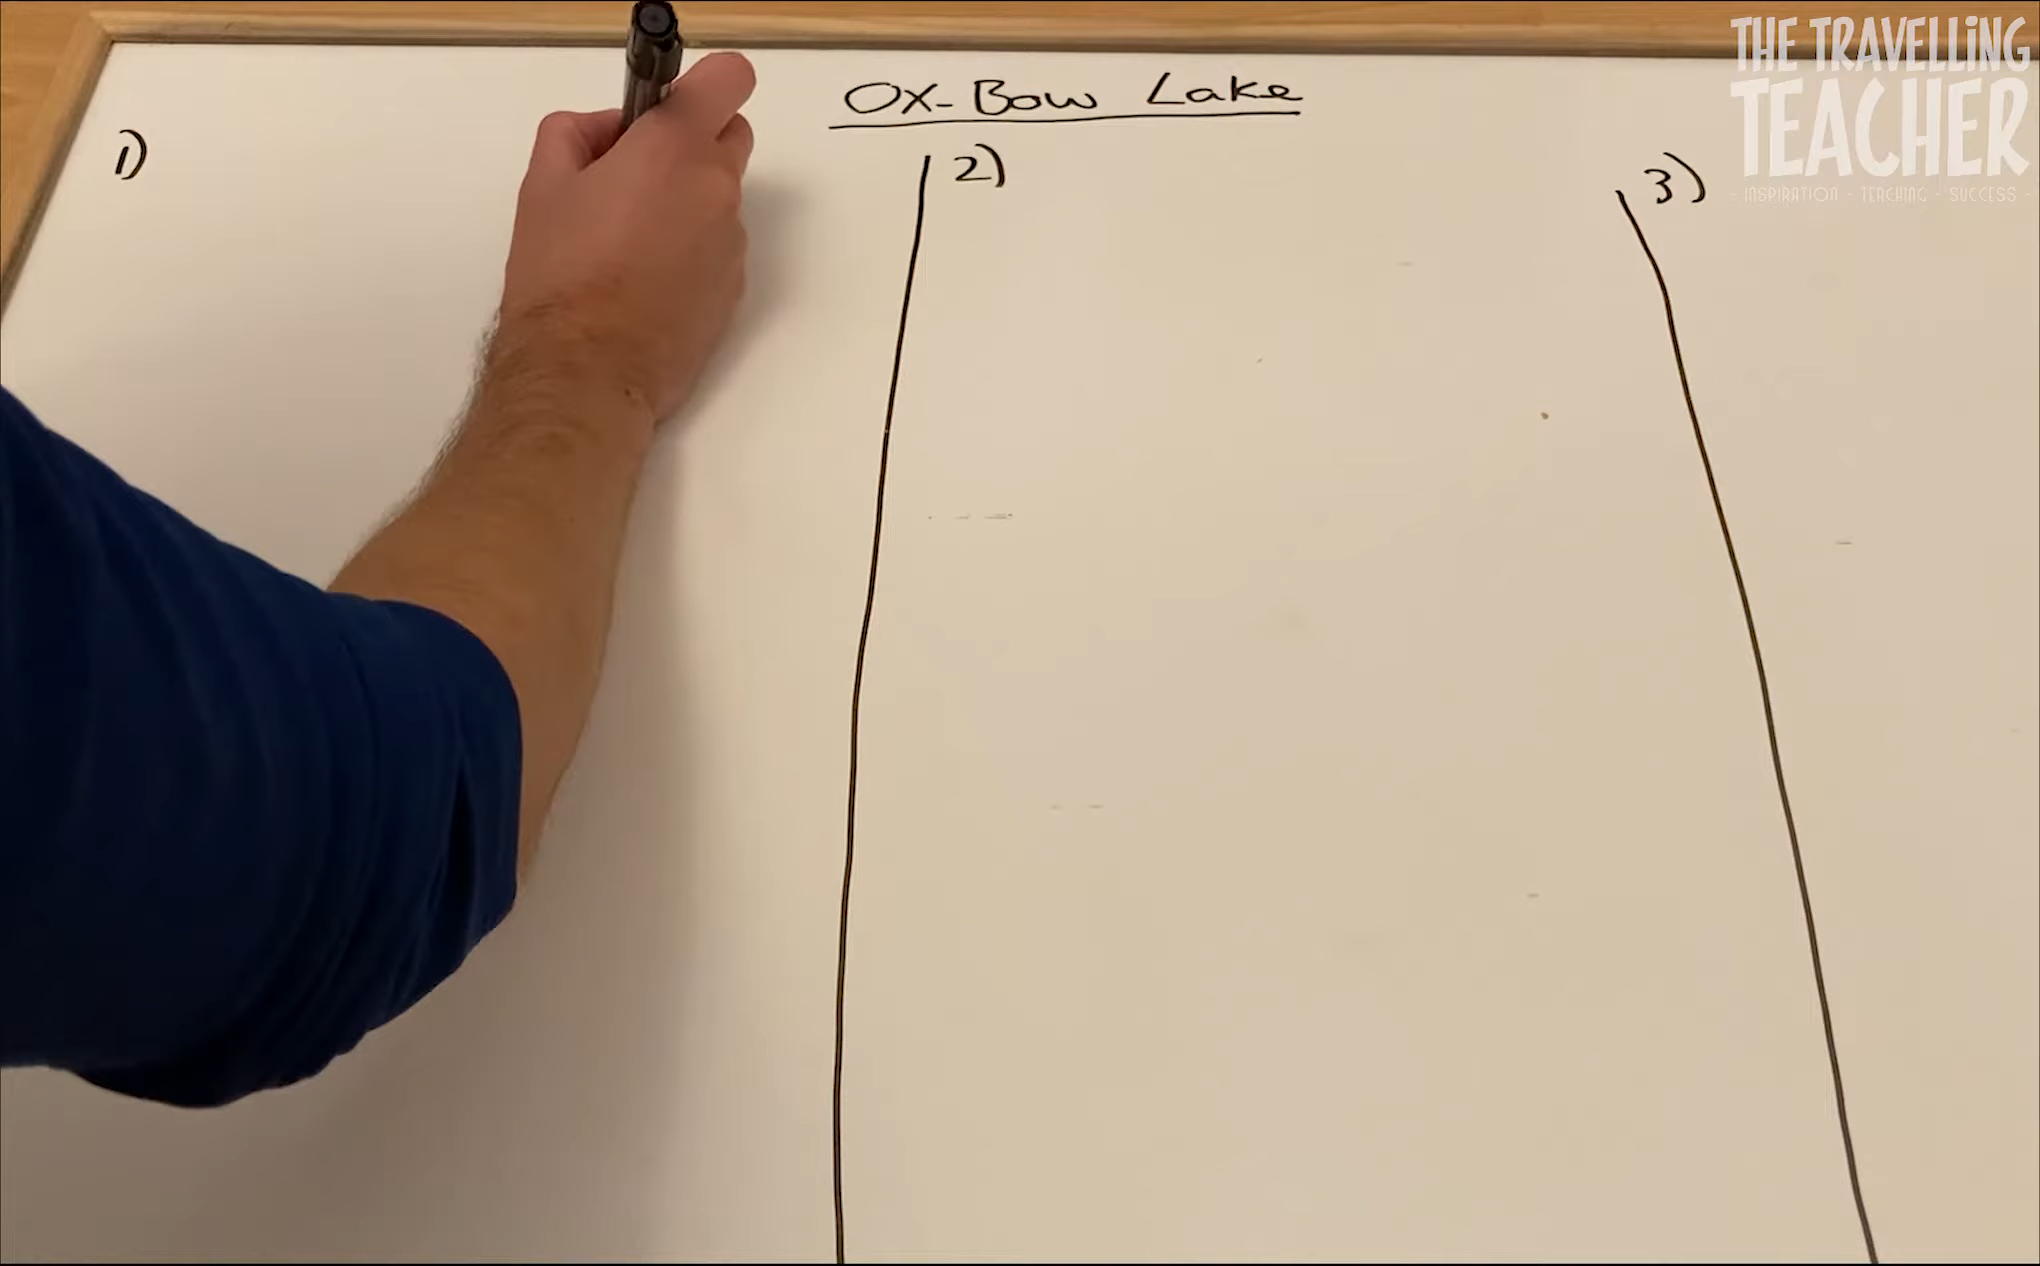 Ox-Bow Lake
1)
2)
3)
THE TRAVELLING
TEACHER
- INSPIRATION - TEACHING - SUCCESS -